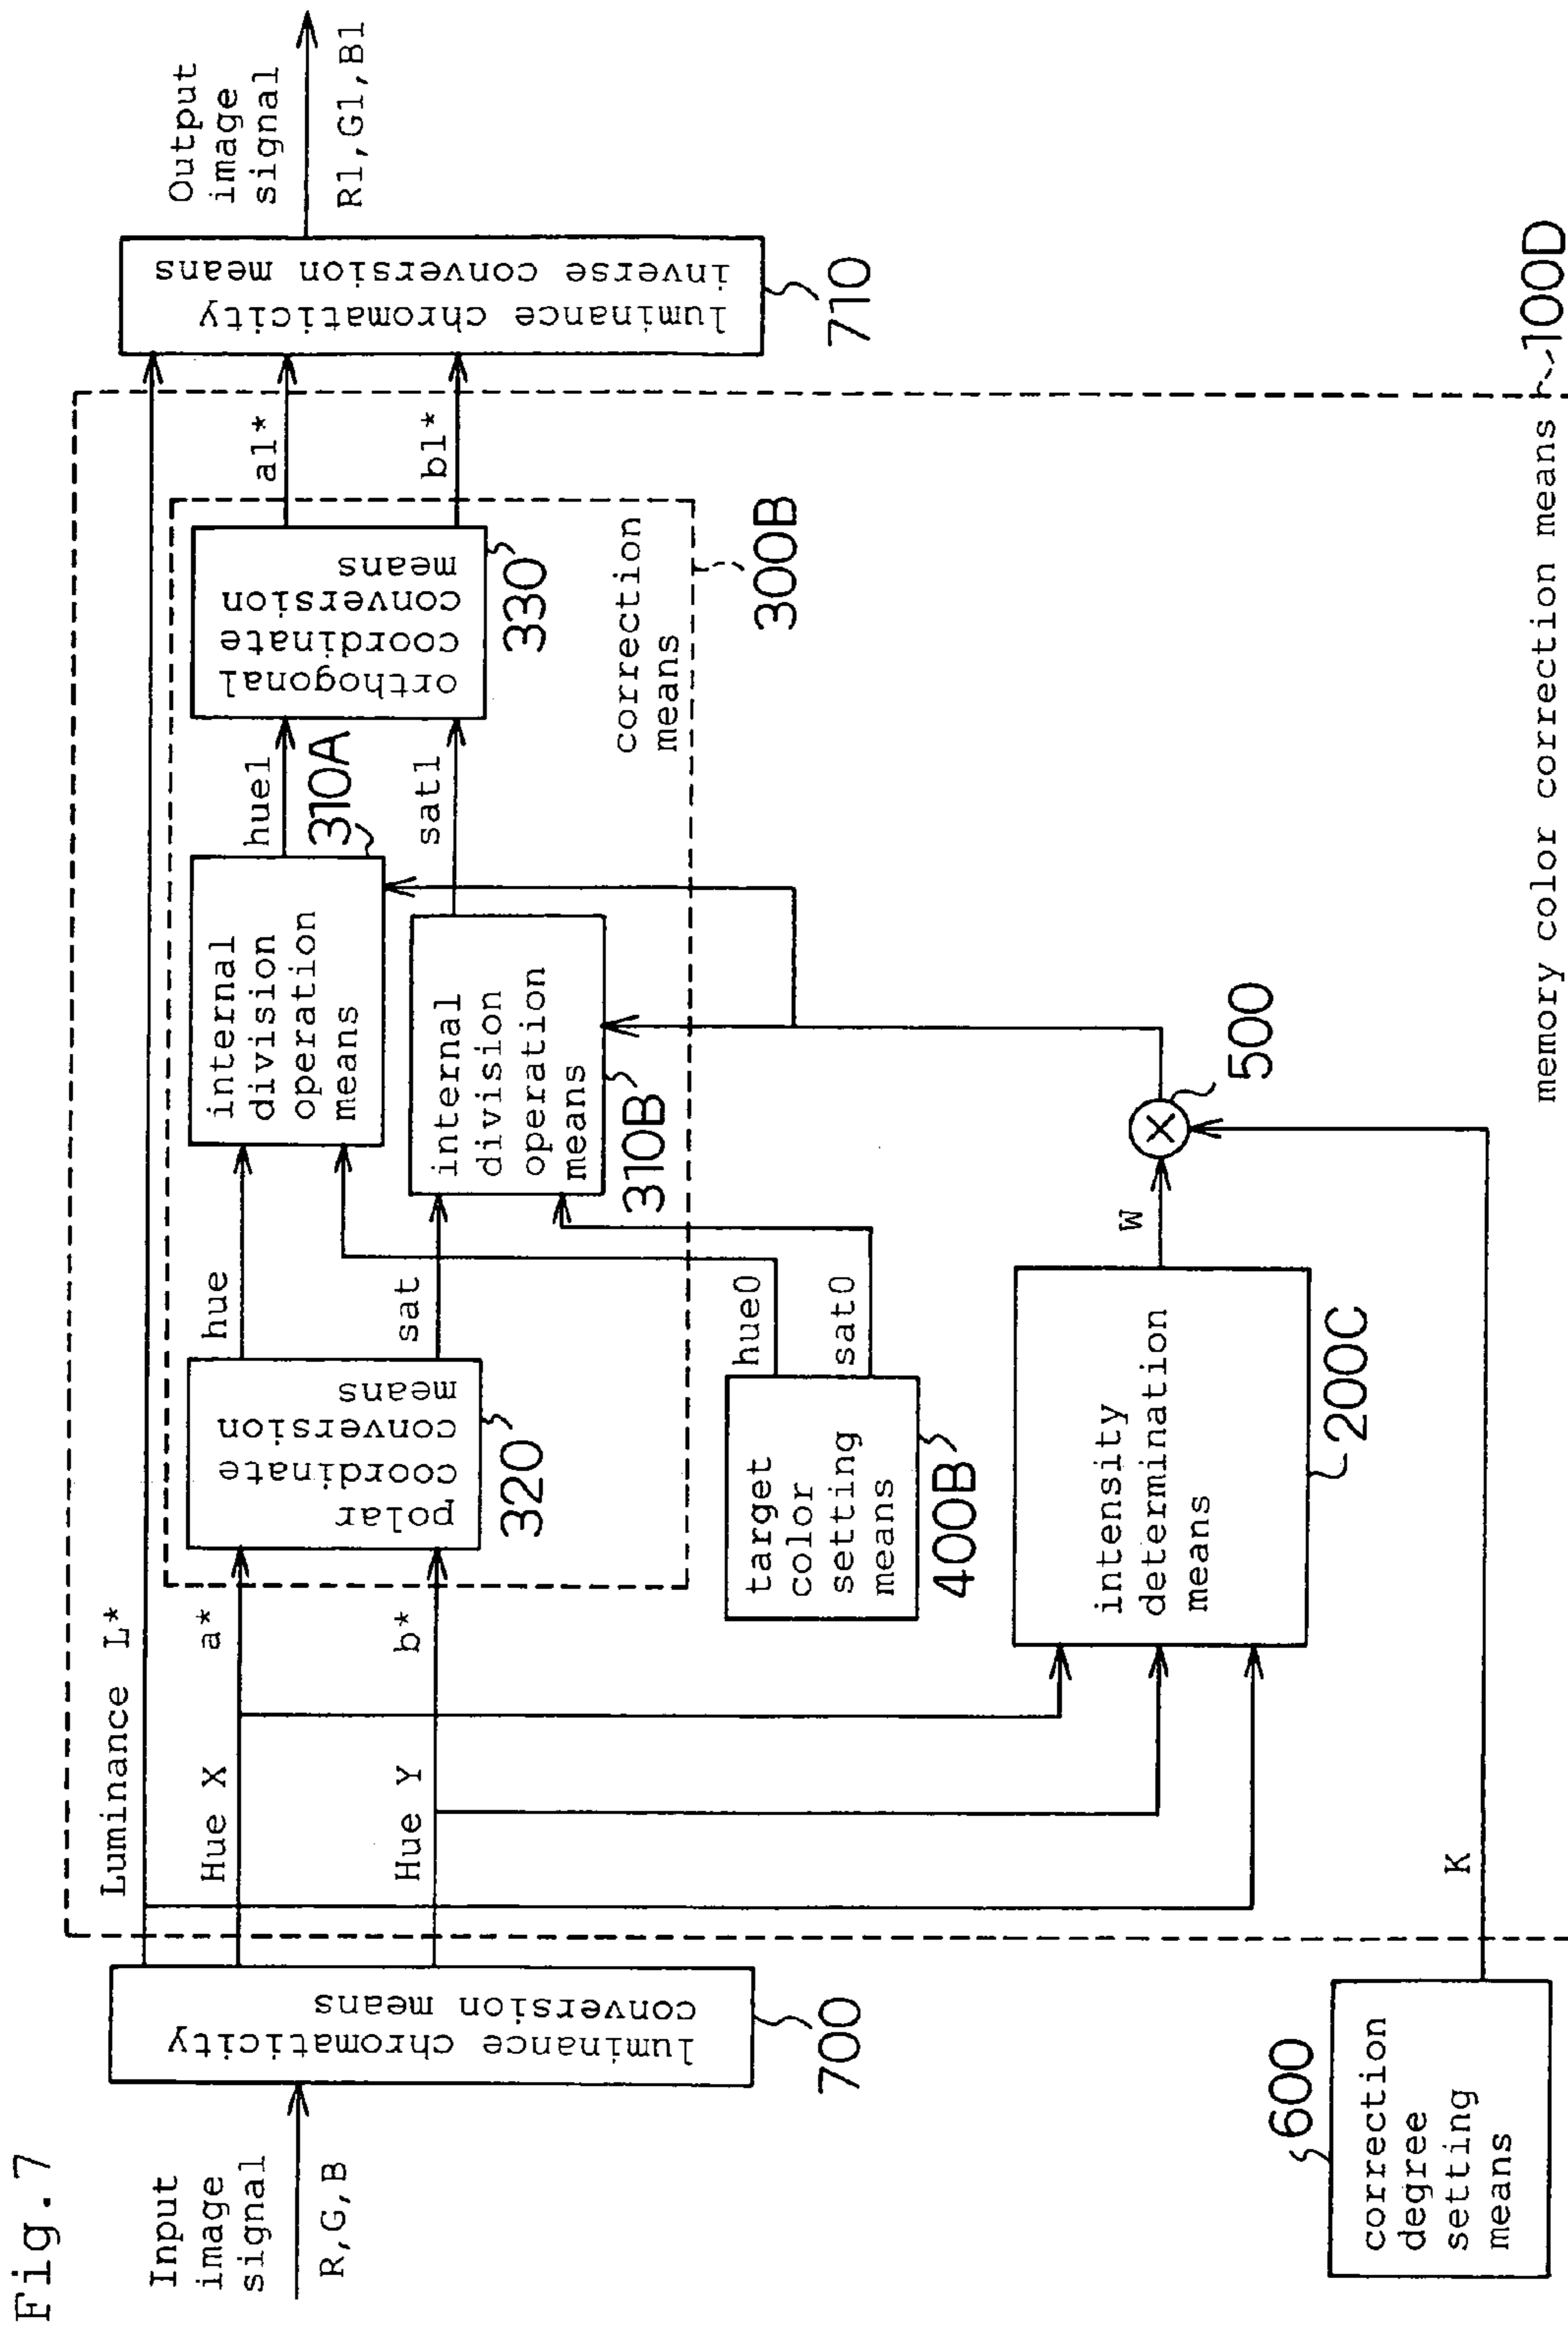 Fig.7
Input
image
signal
R,G,B
luminance chromaticity
conversion means
700
Luminance L*
Hue X a*
Hue Y b*
polar
coordinate
conversion
means
320
hue
sat
internal
division
operation
means
310A
internal
division
operation
means
310B
hue1
sat1
orthogonal
coordinate
conversion
means
330
correction
means
300B
a1*
b1*
luminance chromaticity
inverse conversion means
710
Output
image
signal
R1,G1,B1
target
color
setting
means
400B
hue0
sat0
intensity
determination
means
200C
W
500
correction
degree
setting
means
600
K
memory color correction means
100D